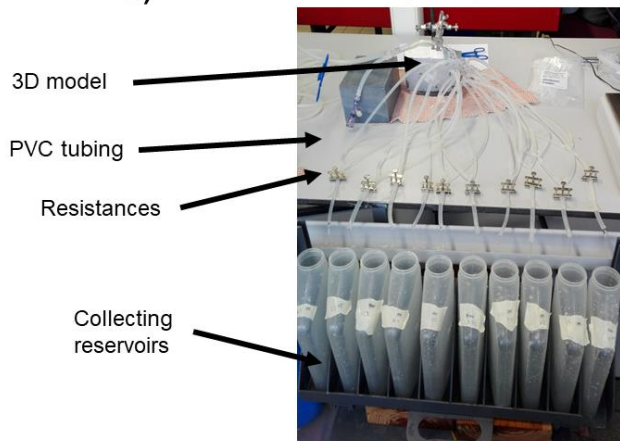 3D model
PVC tubing
Resistances
Collecting
reservoirs